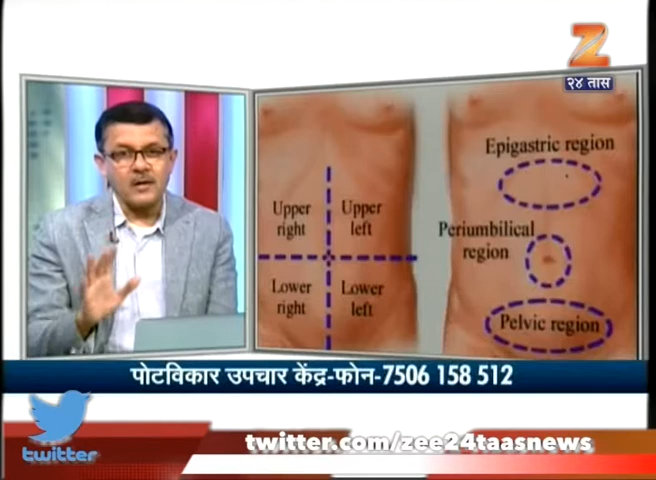 २४ तास
Epigastric region
Upper right
Upper left
Periumbilical region
Lower right
Lower left
Pelvic region
पोटविकार उपचार केंद्र-फोन-7506 158 512
twitter
twitter.com/zee24taasnews